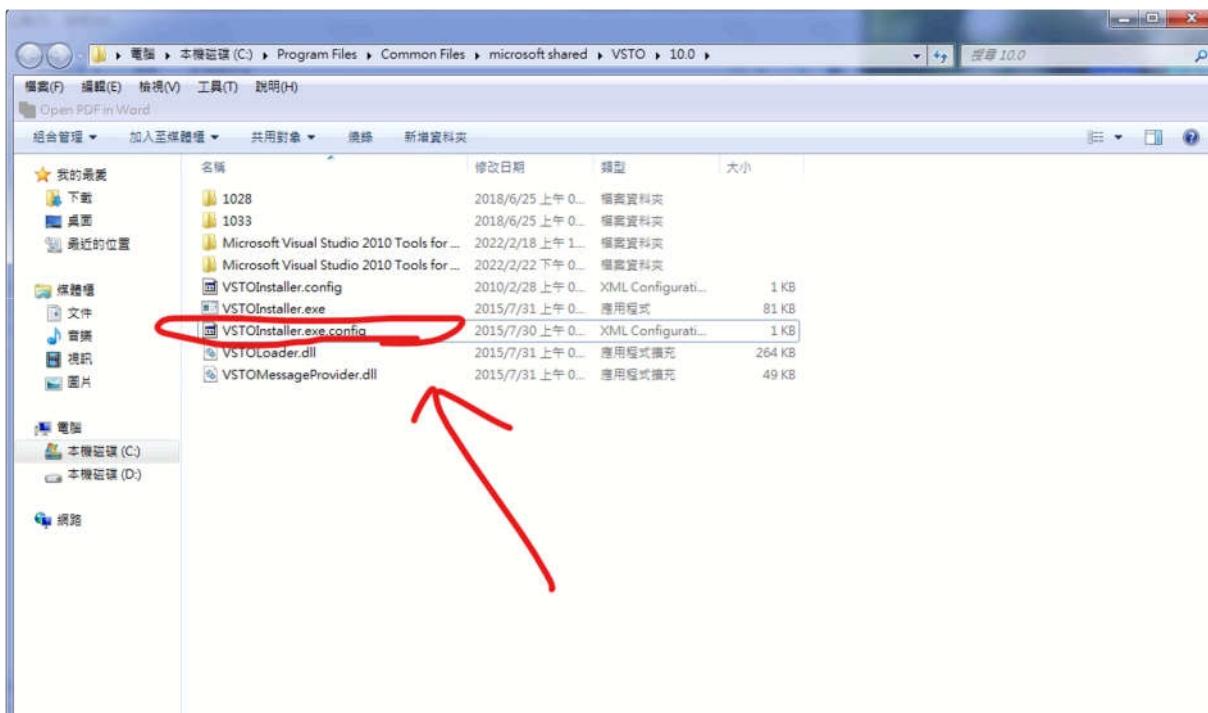 電腦 ▸ 本機磁碟 (C:) ▸ Program Files ▸ Common Files ▸ microsoft shared ▸ VSTO ▸ 10.0 ▸ 搜尋 10.0
檔案(F) 編輯(E) 檢視(V) 工具(T) 說明(H)
Open PDF in Word
組合管理 加入至媒體櫃 共用對象 燒錄 新增資料夾
我的最愛
下載
桌面
最近的位置
媒體櫃
文件
音樂
視訊
圖片
電腦
本機磁碟 (C:)
本機磁碟 (D:)
網路
名稱 修改日期 類型 大小
1028 2018/6/25 上午 0... 檔案資料夾
1033 2018/6/25 上午 0... 檔案資料夾
Microsoft Visual Studio 2010 Tools for ... 2022/2/18 上午 1... 檔案資料夾
Microsoft Visual Studio 2010 Tools for ... 2022/2/22 下午 0... 檔案資料夾
VSTOInstaller.config 2010/2/28 上午 0... XML Configurati... 1 KB
VSTOInstaller.exe 2015/7/31 上午 0... 應用程式 81 KB
VSTOInstaller.exe.config 2015/7/30 上午 0... XML Configurati... 1 KB
VSTOLoader.dll 2015/7/31 上午 0... 應用程式擴充 264 KB
VSTOMessageProvider.dll 2015/7/31 上午 0... 應用程式擴充 49 KB